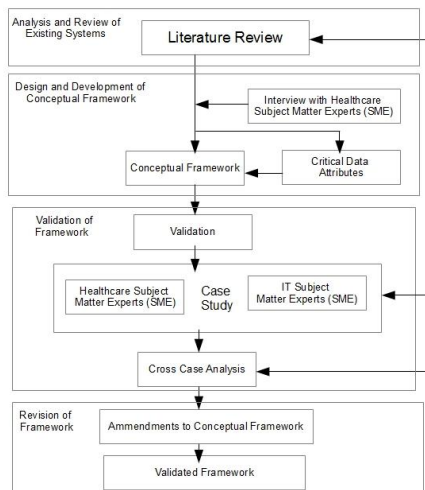 Analysis and Review of
Existing Systems
Literature Review
Design and Development of
Conceptual Framework
Interview with Healthcare
Subject Matter Experts (SME)
Conceptual Framework
Critical Data
Attributes
Validation of
Framework
Validation
Healthcare Subject
Matter Experts (SME)
Case
Study
IT Subject
Matter Experts (SME)
Cross Case Analysis
Revision of
Framework
Ammendments to Conceptual Framework
Validated Framework